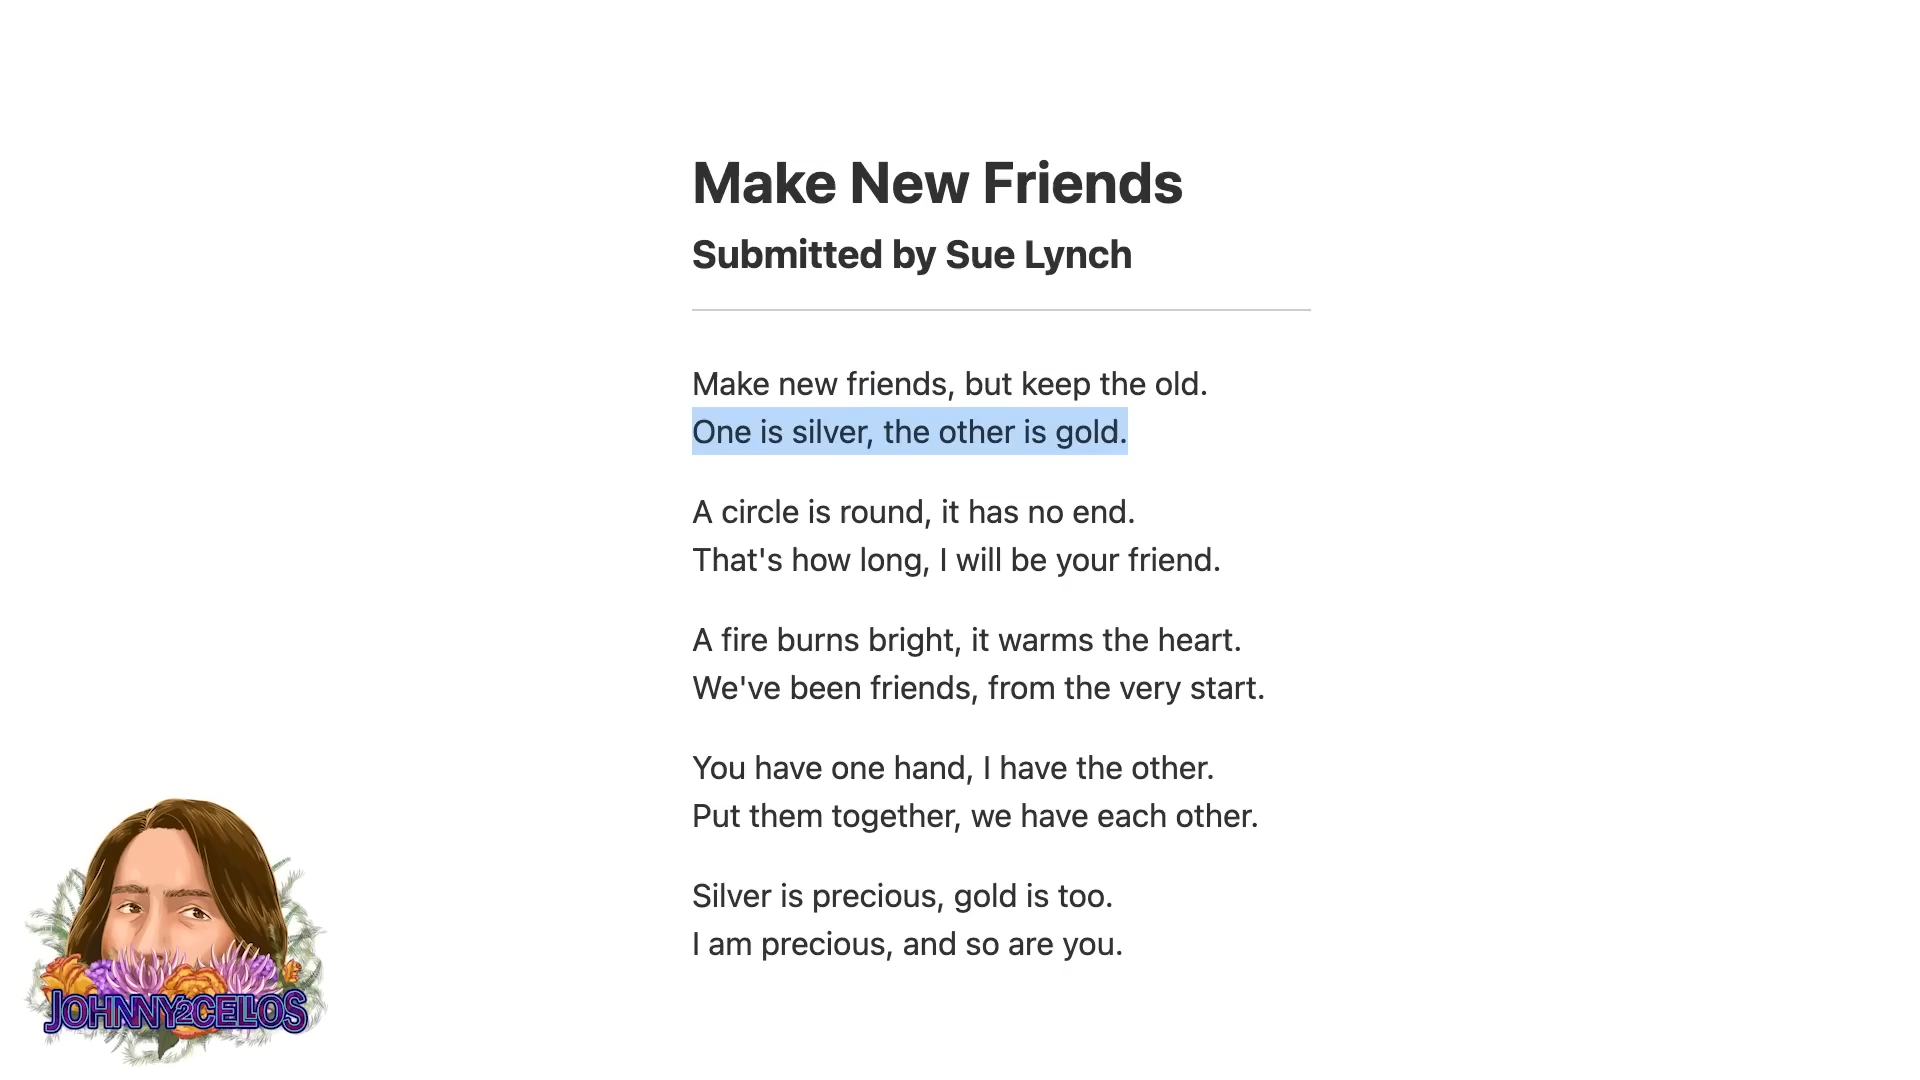 Make New Friends
Submitted by Sue Lynch
Make new friends, but keep the old.
One is silver, the other is gold.
A circle is round, it has no end.
That's how long, I will be your friend.
A fire burns bright, it warms the heart.
We've been friends, from the very start.
You have one hand, I have the other.
Put them together, we have each other.
Silver is precious, gold is too.
I am precious, and so are you.
JOHNNY2CELLOS